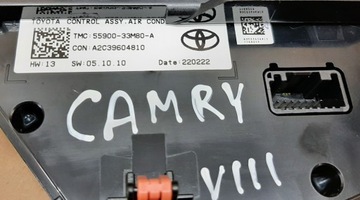 TOYOTA CONTROL ASSY.AIR COND
TMC: 55900-33M80-A
CON: A2C39604810
HW: 13 SW: 05.10.10 Date: 220222
CAMRY
VIII